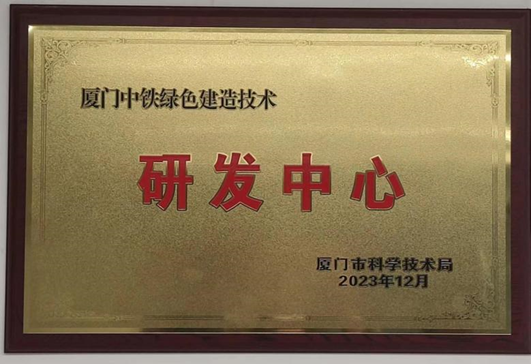 厦门中铁绿色建造技术
研发中心
厦门市科学技术局
2023年12月